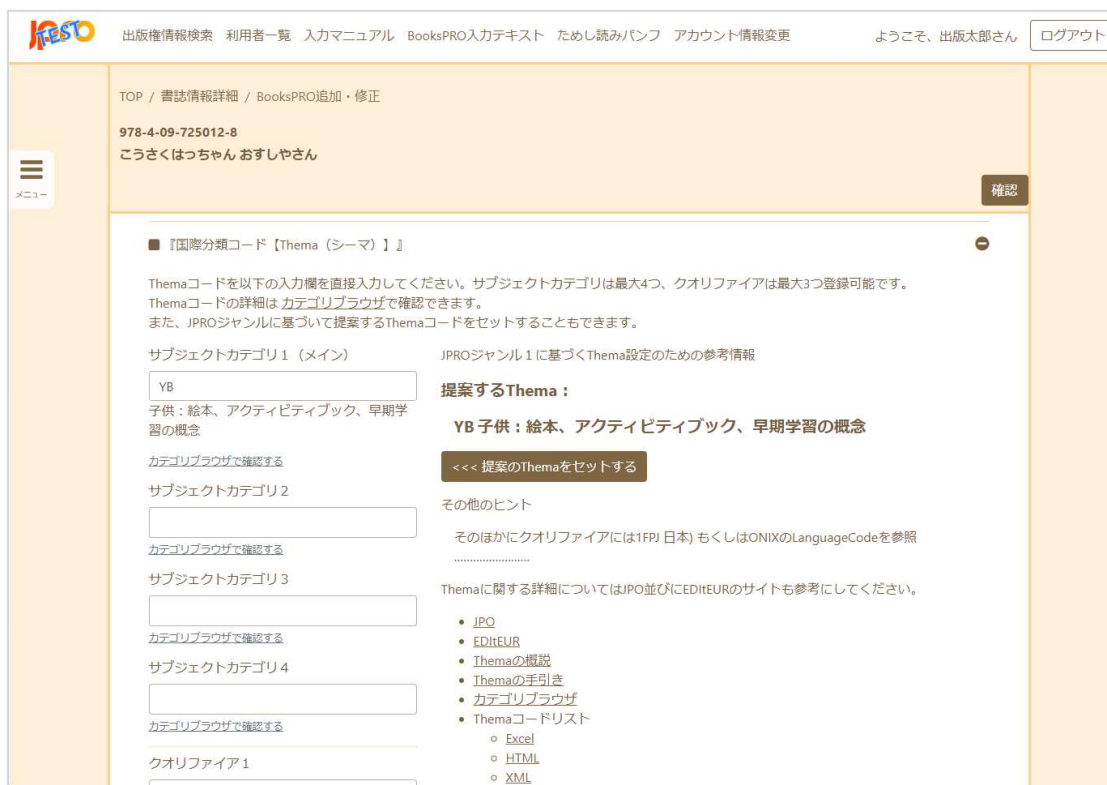 JPTESTO
出版権情報検索 利用者一覧 入力マニュアル BooksPRO入力テキスト ためし読みパンフ アカウント情報変更 ようこそ、出版太郎さん ログアウト
TOP / 書誌情報詳細 / BooksPRO追加・修正
978-4-09-725012-8
こうさくはっちゃん おすしやさん
メニュー
確認
■『国際分類コード【Thema（シーマ）】』
Themaコードを以下の入力欄を直接入力してください。サブジェクトカテゴリは最大4つ、クオリファイアは最大3つ登録可能です。
Themaコードの詳細は カテゴリブラウザで確認できます。
また、JPROジャンルに基づいて提案するThemaコードをセットすることもできます。
サブジェクトカテゴリ１（メイン）
YB
子供：絵本、アクティビティブック、早期学
習の概念
カテゴリブラウザで確認する
サブジェクトカテゴリ２
カテゴリブラウザで確認する
サブジェクトカテゴリ３
カテゴリブラウザで確認する
サブジェクトカテゴリ４
カテゴリブラウザで確認する
クオリファイア１
JPROジャンル１に基づくThema設定のための参考情報
提案するThema：
YB 子供：絵本、アクティビティブック、早期学習の概念
<<< 提案のThemaをセットする
その他のヒント
そのほかにクオリファイアには1FPJ 日本) もしくはONIXのLanguageCodeを参照
........................
Themaに関する詳細についてはJPO並びにEDItEURのサイトも参考にしてください。
• JPO
• EDItEUR
• Themaの概説
• Themaの手引き
• カテゴリブラウザ
• Themaコードリスト
○ Excel
○ HTML
○ XML